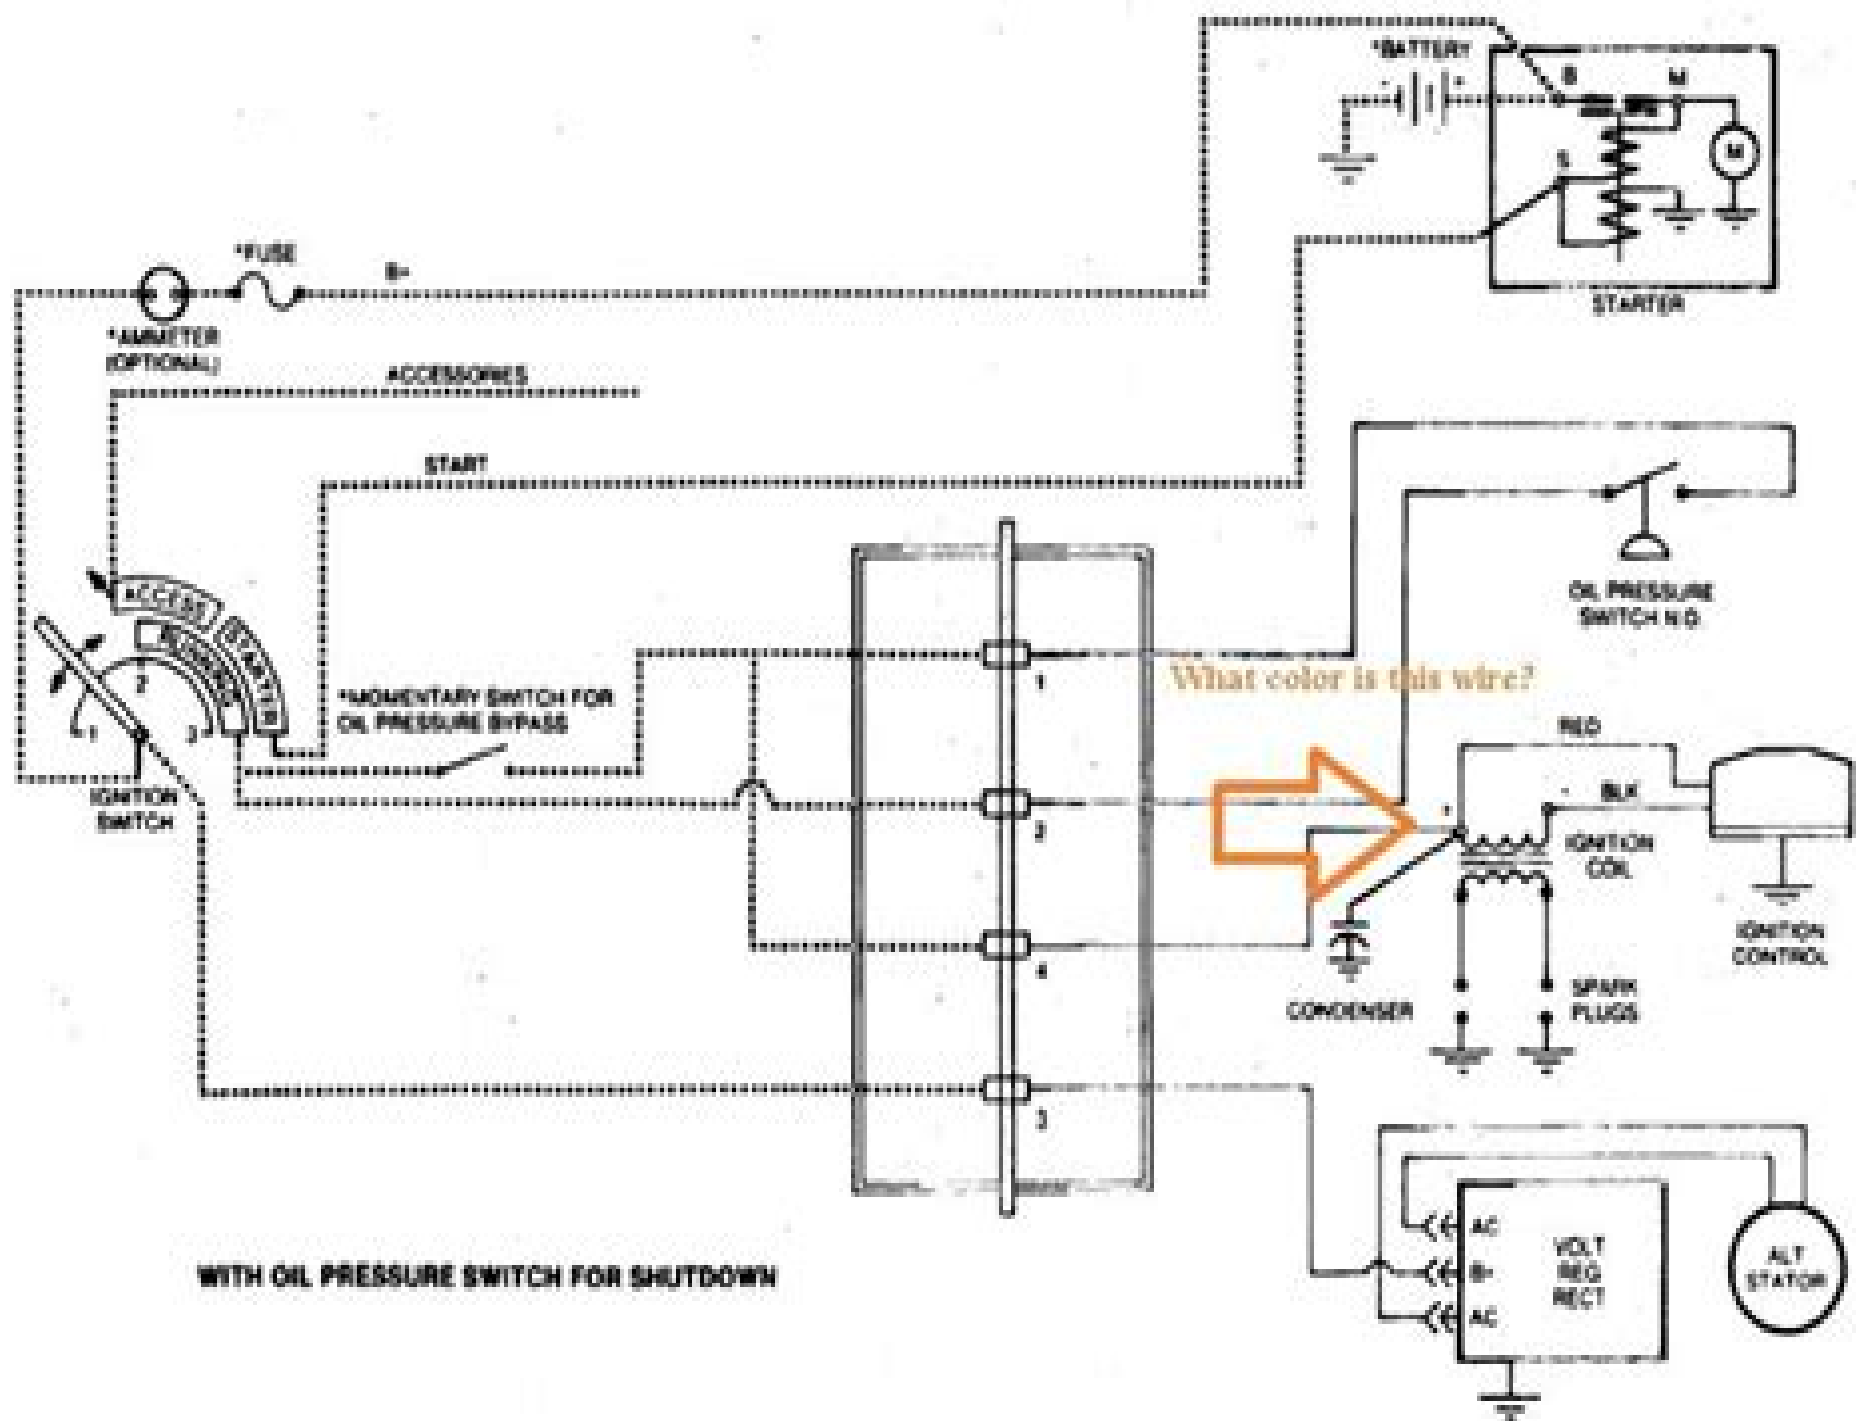 *BATTERY
B
M
S
M
STARTER
*FUSE
B+
*AMMETER
(OPTIONAL)
ACCESSORIES
START
OIL PRESSURE
SWITCH N.O.
ACCESS
STARTER
1
2
3
IGNITION
SWITCH
*MOMENTARY SWITCH FOR
OIL PRESSURE BYPASS
1
What color is this wire?
2
4
3
RED
BLK
+
-
IGNITION
COIL
IGNITION
CONTROL
CONDENSER
SPARK
PLUGS
AC
B+
AC
VOLT
REG
RECT
ALT
STATOR
WITH OIL PRESSURE SWITCH FOR SHUTDOWN